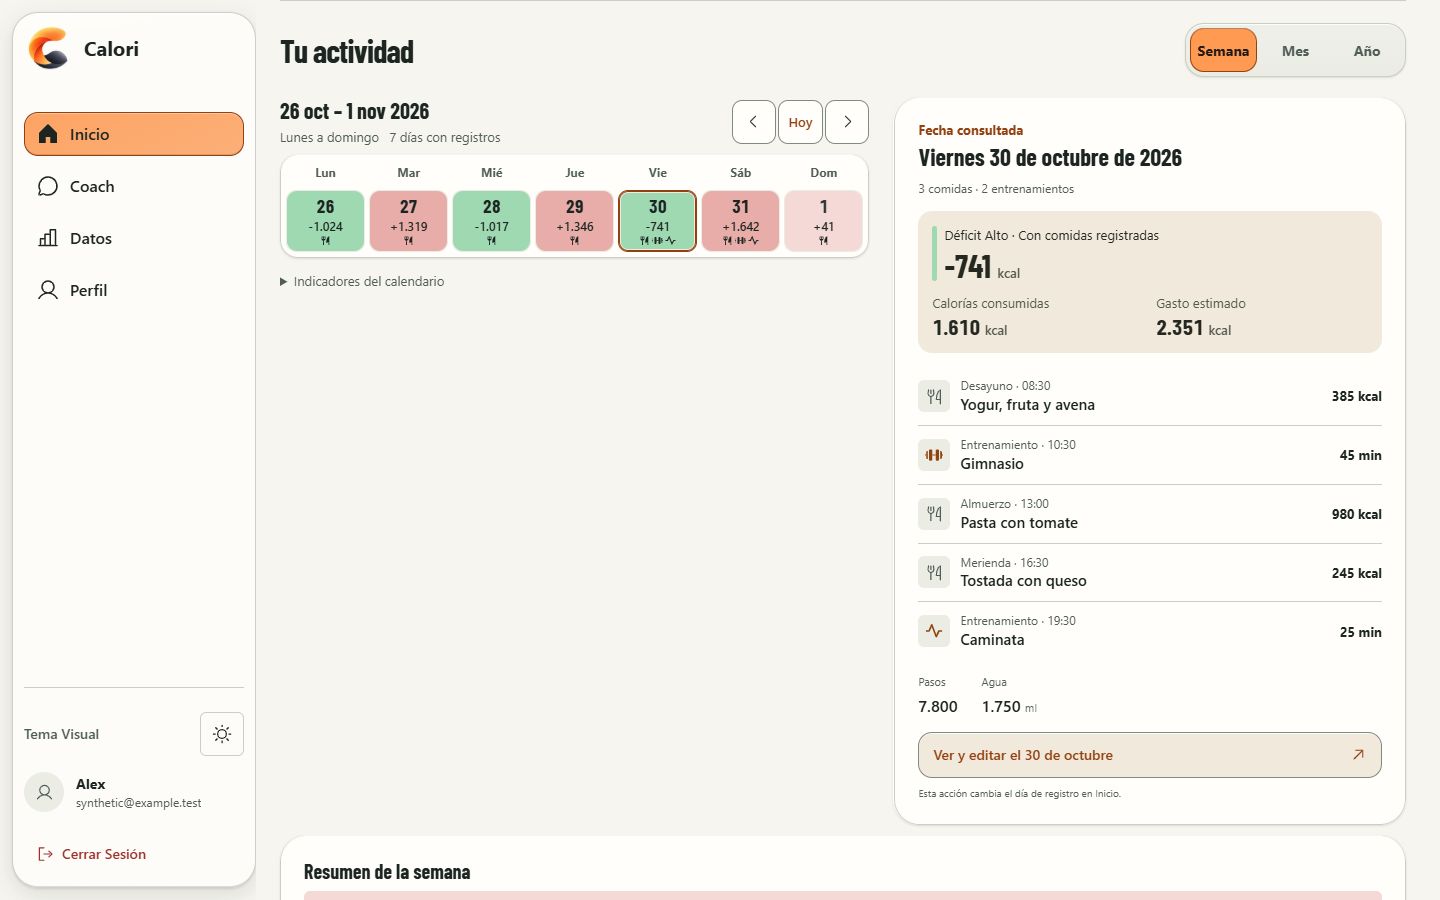 Calori
Inicio
Coach
Datos
Perfil
Tema Visual
Alex
synthetic@example.test
Cerrar Sesión
Tu actividad
Semana Mes Año
26 oct – 1 nov 2026
Lunes a domingo 7 días con registros
Hoy
Lun Mar Mié Jue Vie Sáb Dom
26 27 28 29 30 31 1
-1.024 +1.319 -1.017 +1.346 -741 +1.642 +41
Indicadores del calendario
Fecha consultada
Viernes 30 de octubre de 2026
3 comidas · 2 entrenamientos
Déficit Alto · Con comidas registradas
-741 kcal
Calorías consumidas Gasto estimado
1.610 kcal 2.351 kcal
Desayuno · 08:30
Yogur, fruta y avena 385 kcal
Entrenamiento · 10:30
Gimnasio 45 min
Almuerzo · 13:00
Pasta con tomate 980 kcal
Merienda · 16:30
Tostada con queso 245 kcal
Entrenamiento · 19:30
Caminata 25 min
Pasos Agua
7.800 1.750 ml
Ver y editar el 30 de octubre
Esta acción cambia el día de registro en Inicio.
Resumen de la semana